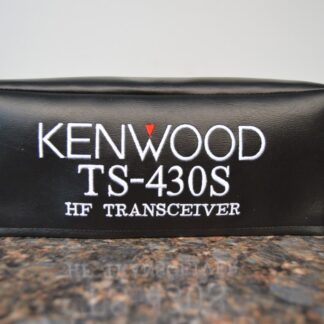 KENWOOD
TS-430S
HF TRANSCEIVER